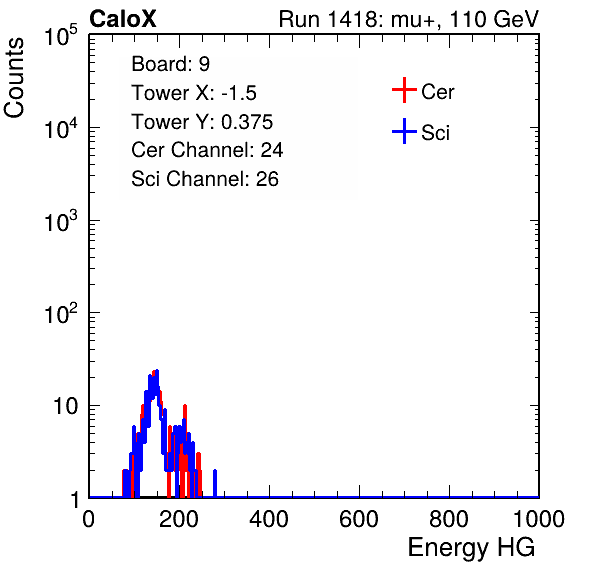 CaloX Run 1418: mu+, 110 GeV
Counts
Board: 9
Tower X: -1.5
Tower Y: 0.375
Cer Channel: 24
Sci Channel: 26
Cer
Sci
10^5
10^4
10^3
10^2
10
1
0 200 400 600 800 1000
Energy HG